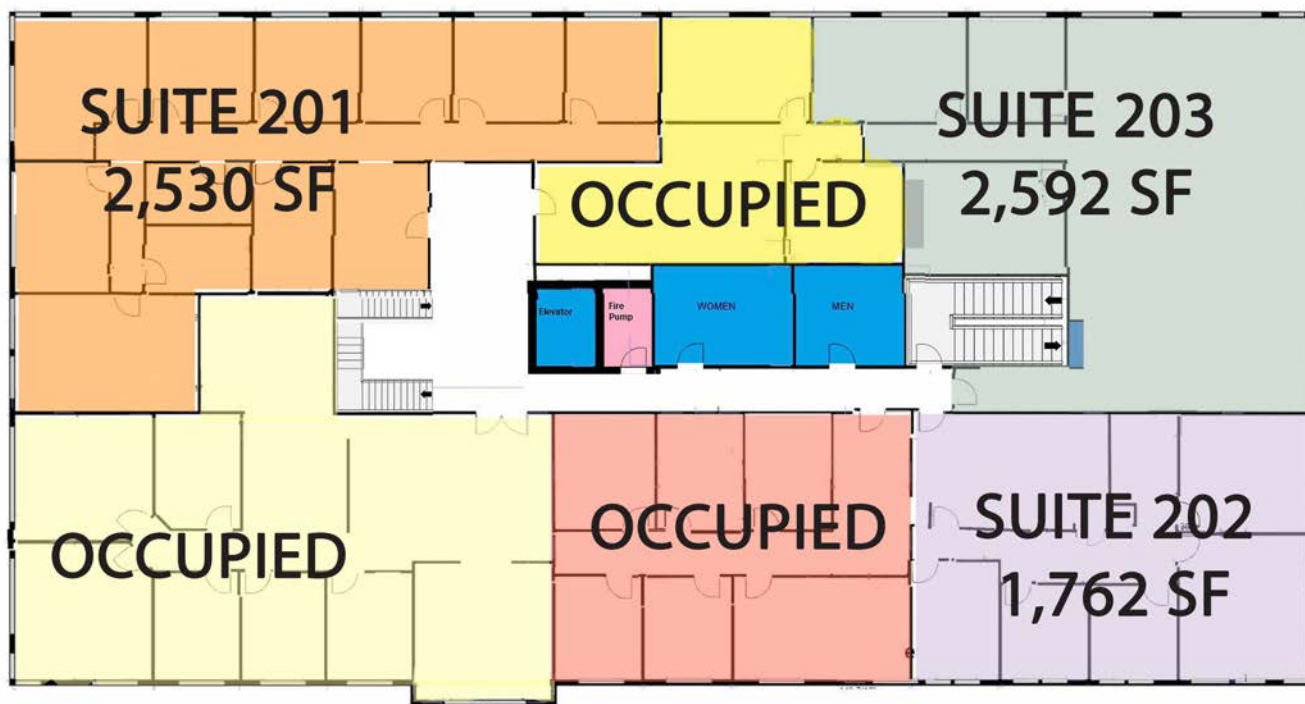 SUITE 201
2,530 SF
OCCUPIED
SUITE 203
2,592 SF
Elevator
Fire
Pump
WOMEN
MEN
OCCUPIED
OCCUPIED
SUITE 202
1,762 SF
e